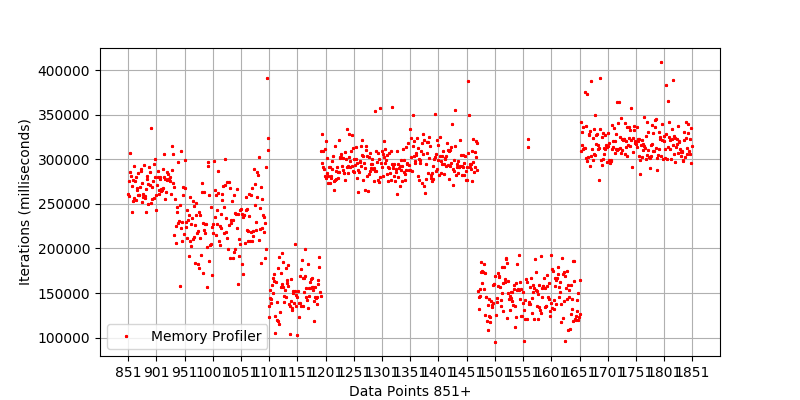 400000
350000
300000
250000
200000
150000
100000
Iterations (milliseconds)
Memory Profiler
851 901 951 1001 1051 1101 1151 1201 1251 1301 1351 1401 1451 1501 1551 1601 1651 1701 1751 1801 1851
Data Points 851+